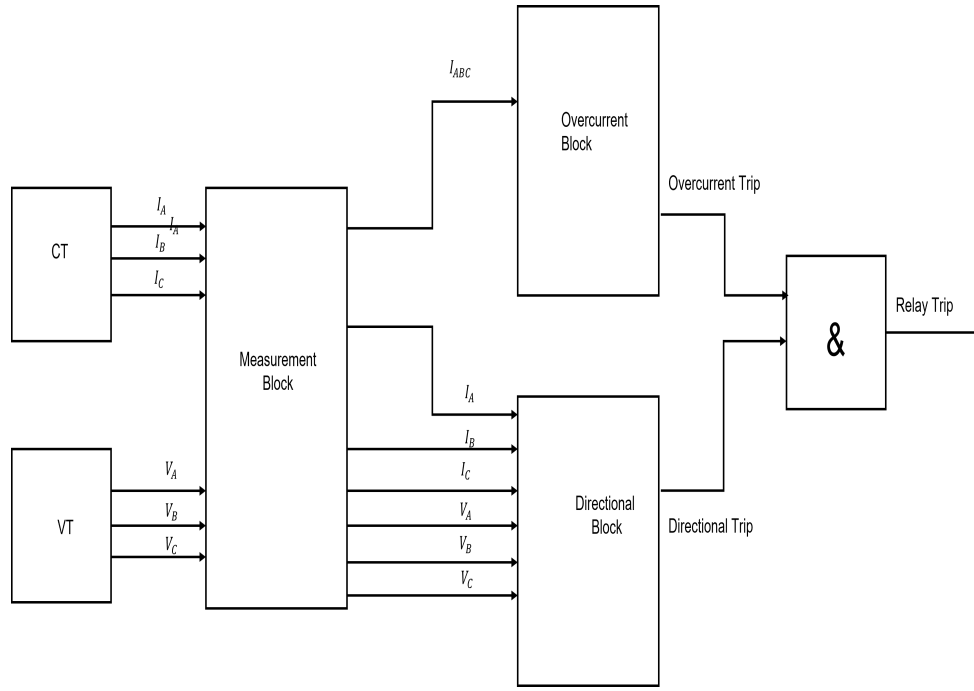 I_ABC
Overcurrent
Block
Overcurrent Trip
CT
I_A
I_A
I_B
I_C
Measurement
Block
Relay Trip
&
I_A
I_B
I_C
V_A
V_B
V_C
Directional
Block
Directional Trip
VT
V_A
V_B
V_C